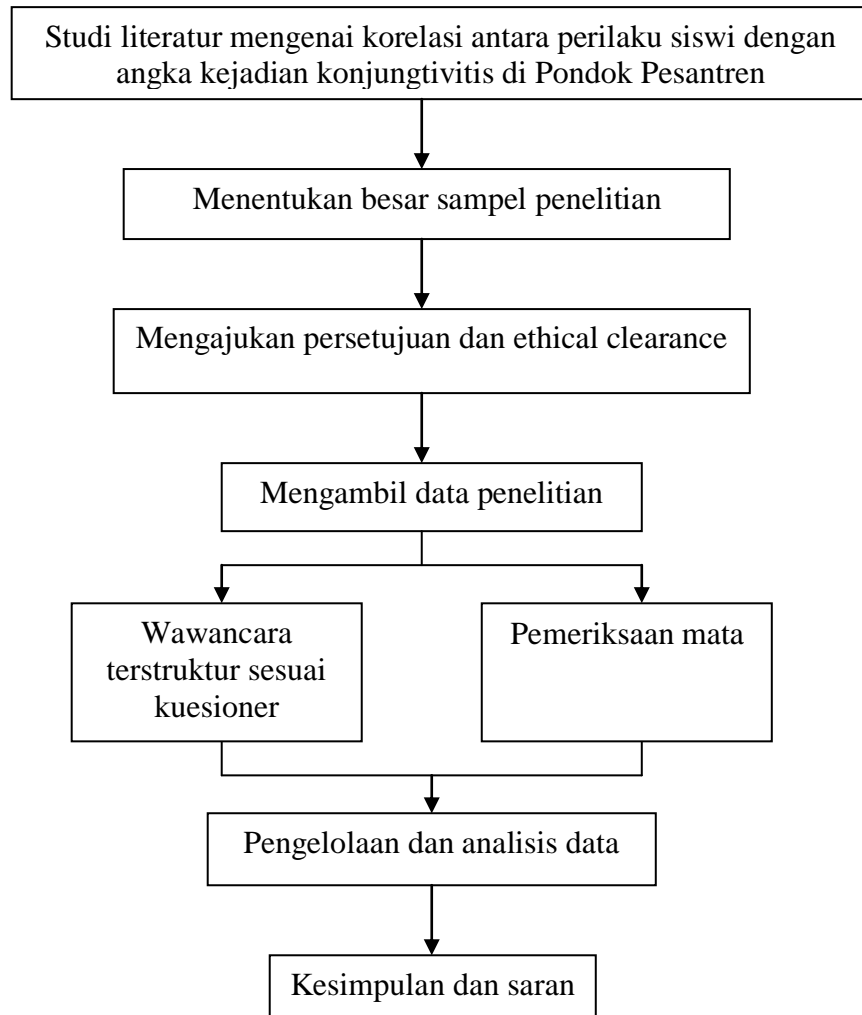 Studi literatur mengenai korelasi antara perilaku siswi dengan
angka kejadian konjungtivitis di Pondok Pesantren
Menentukan besar sampel penelitian
Mengajukan persetujuan dan ethical clearance
Mengambil data penelitian
Wawancara
terstruktur sesuai
kuesioner
Pemeriksaan mata
Pengelolaan dan analisis data
Kesimpulan dan saran